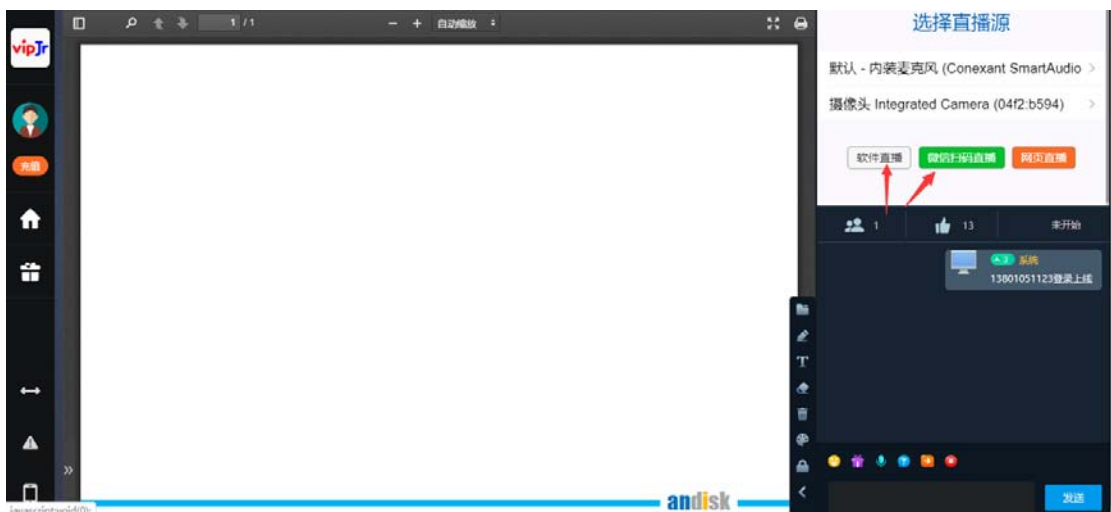 vipJr
充值
1 / 1
自动缩放
选择直播源
默认 - 内装麦克风 (Conexant SmartAudio
摄像头 Integrated Camera (04f2:b594)
软件直播
微信扫码直播
网页直播
1
13
未开始
系统
13801051123登录上线
T
发送
andisk